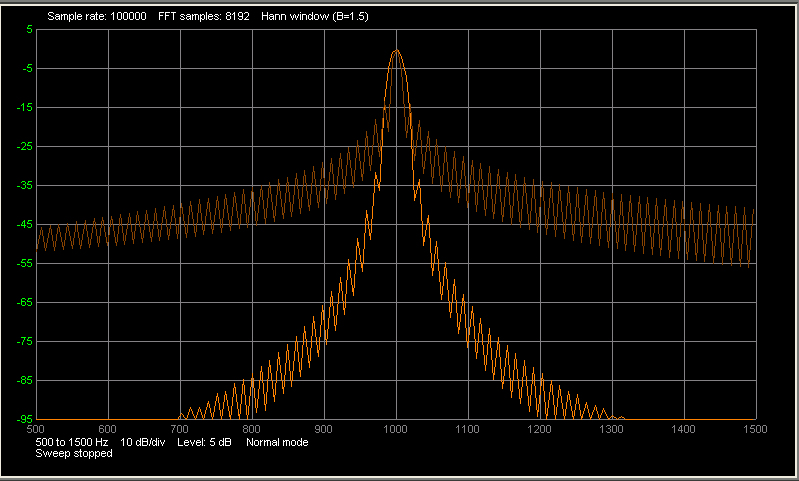 Sample rate: 100000 FFT samples: 8192 Hann window (B=1.5)
5
-5
-15
-25
-35
-45
-55
-65
-75
-85
-95
500 600 700 800 900 1000 1100 1200 1300 1400 1500
500 to 1500 Hz 10 dB/div Level: 5 dB Normal mode
Sweep stopped